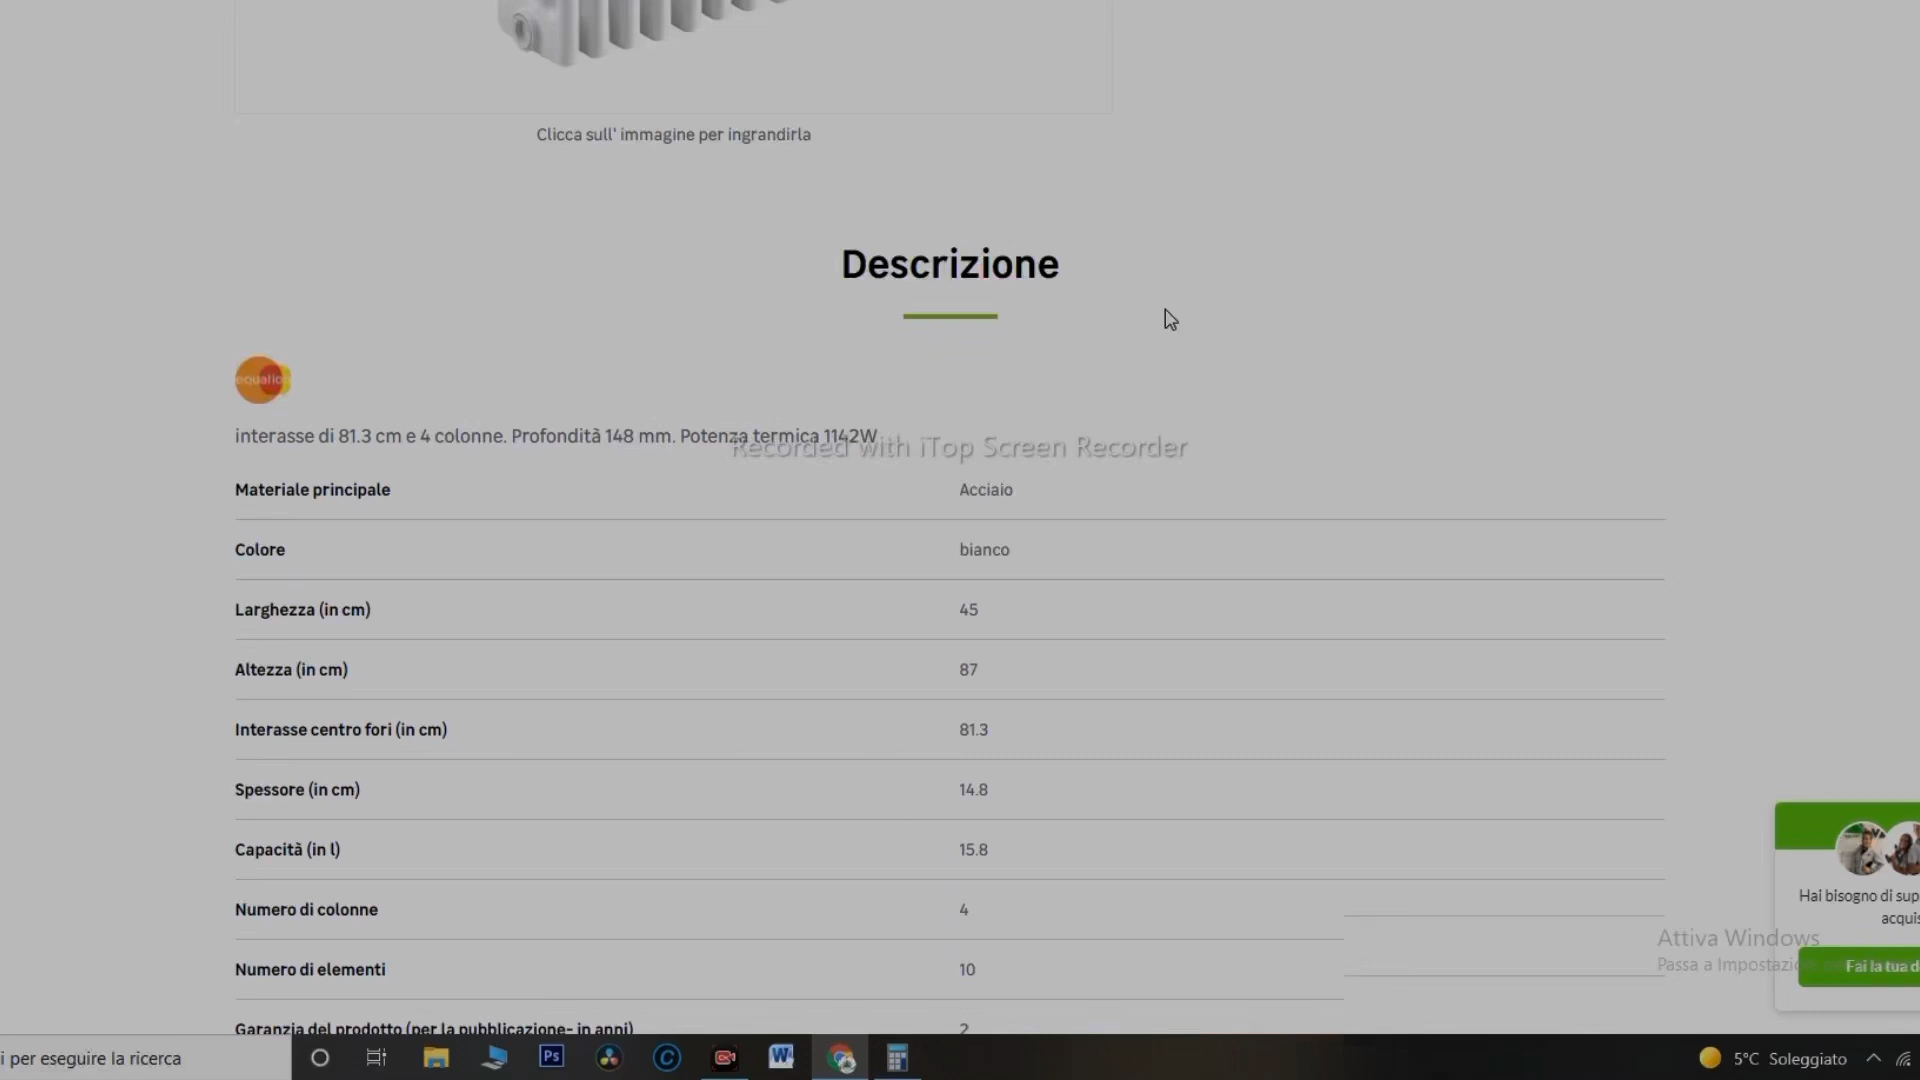 Clicca sull' immagine per ingrandirla
Descrizione
equation
interasse di 81.3 cm e 4 colonne. Profondità 148 mm. Potenza termica 1142W
Recorded with iTop Screen Recorder
Materiale principale Acciaio
Colore bianco
Larghezza (in cm) 45
Altezza (in cm) 87
Interasse centro fori (in cm) 81.3
Spessore (in cm) 14.8
Capacità (in l) 15.8
Numero di colonne 4
Numero di elementi 10
Garanzia del prodotto (per la pubblicazione- in anni) 2
Hai bisogno di sup
acquis
Attiva Windows
Passa a Impostazio
Fai la tua d
i per eseguire la ricerca
Ps
W
5°C Soleggiato